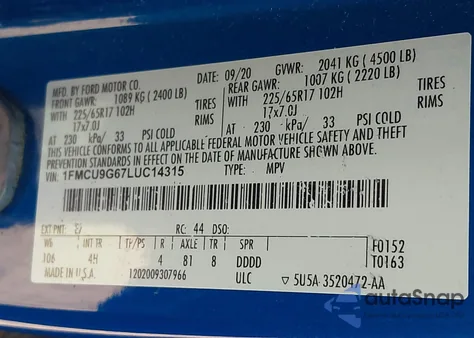 MFD. BY FORD MOTOR CO.
DATE: 09/20 GVWR: 2041 KG ( 4500 LB)
FRONT GAWR: 1089 KG ( 2400 LB) REAR GAWR: 1007 KG ( 2220 LB)
WITH 225/65R17 102H TIRES WITH 225/65R17 102H TIRES
17x7.0J RIMS 17x7.0J RIMS
AT 230 kPa/ 33 PSI COLD AT 230 kPa/ 33 PSI COLD
THIS VEHICLE CONFORMS TO ALL APPLICABLE FEDERAL MOTOR VEHICLE SAFETY AND THEFT
PREVENTION STANDARDS IN EFFECT ON THE DATE OF MANUFACTURE SHOWN ABOVE.
1FMCU9G67LUC14315 TYPE: MPV
EXT PNT: RC: 44 DSO:
WB INT TR TP/PS R AXLE TR SPR F0152
106 4H 4 81 8 DDDD T0163
MADE IN U.S.A. 1202009307966 ULC ▽ 5U5A-3520472-AA
autoSnap